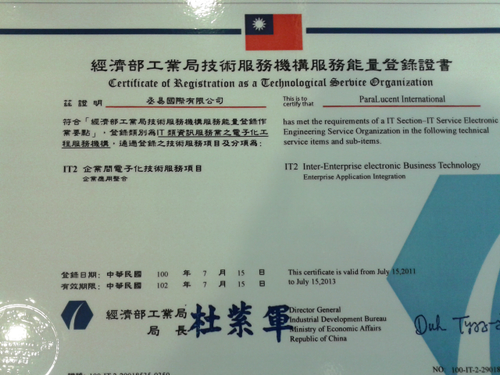 經濟部工業局技術服務機構服務能量登錄證書
Certificate of Registration as a Technological Service Organization
茲證明 丞昌國際有限公司
This is to certify that ParaLucent International
符合「經濟部工業局技術服務機構服務能量登錄作
業要點」，登錄類別為IT類資訊服務業之電子化工
程服務機構，通過登錄之技術服務項目及分項為：
has met the requirements of a IT Section-IT Service Electronic
Engineering Service Organization in the following technical
service items and sub-items.
IT2 企業間電子化技術服務項目
企業應用整合
IT2 Inter-Enterprise electronic Business Technology
Enterprise Application Integration
登錄日期：中華民國 100 年 7 月 15 日
有效期限：中華民國 102 年 7 月 15 日
This certificate is valid from July 15,2011
to July 15,2013
經濟部工業局
局長 杜紫軍
Director General
Industrial Development Bureau
Ministry of Economic Affairs
Republic of China
Duh
NO: 100-IT-2-29018